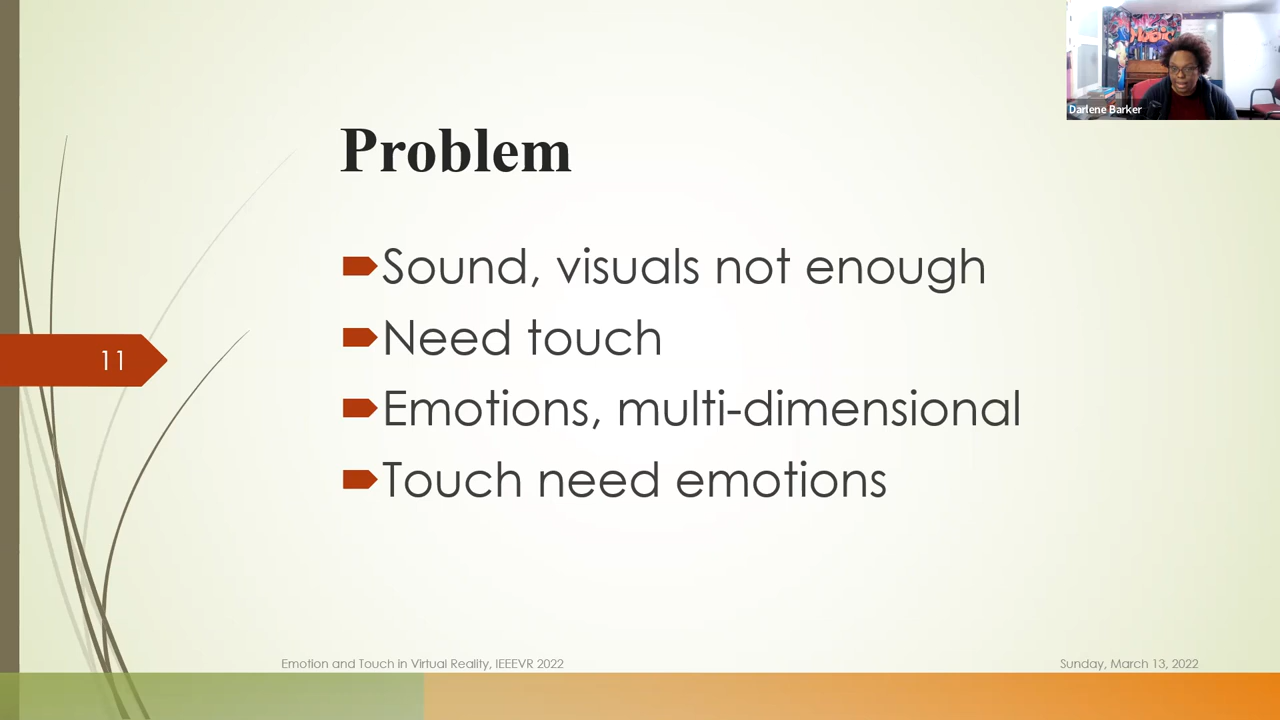 Darlene Barker
Problem
Sound, visuals not enough
Need touch
Emotions, multi-dimensional
Touch need emotions
11
Emotion and Touch in Virtual Reality, IEEEVR 2022
Sunday, March 13, 2022